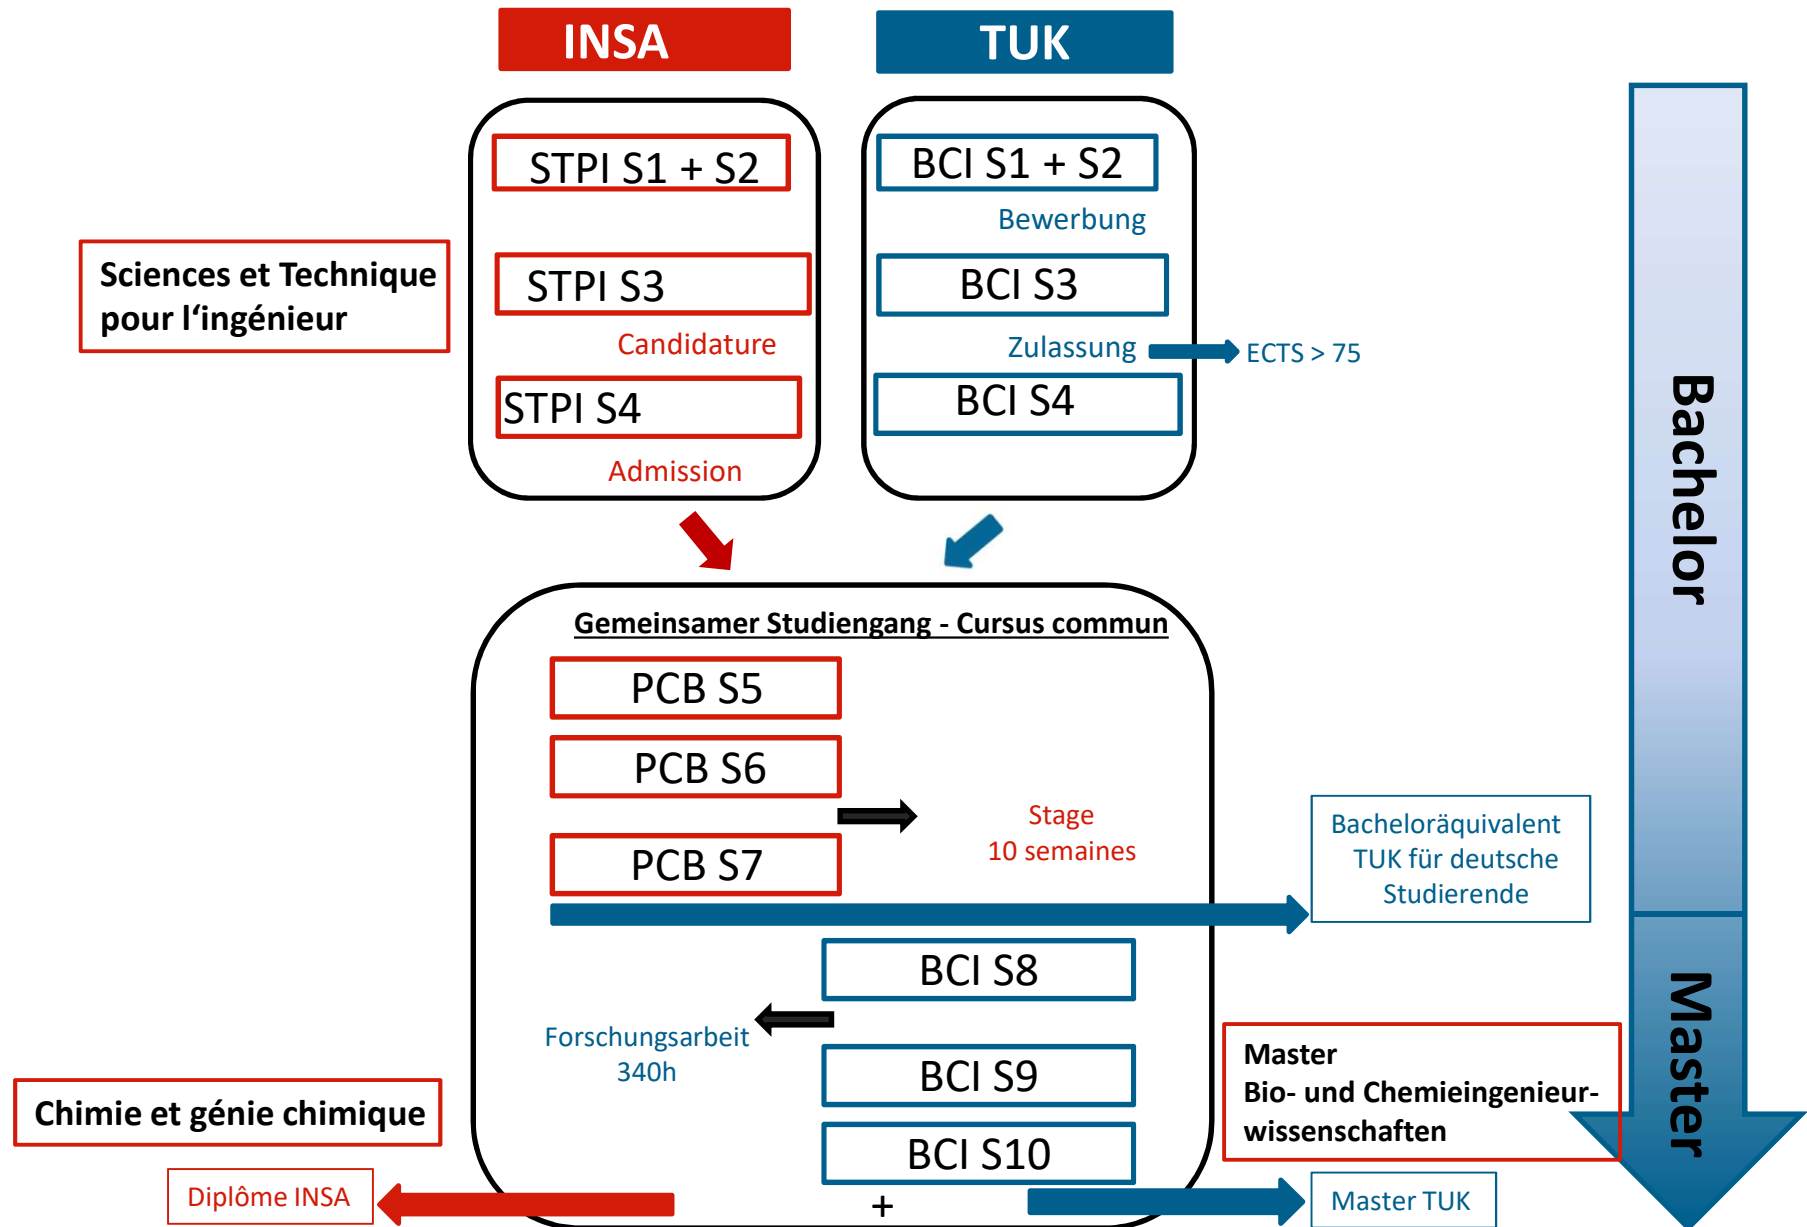 INSA
TUK
STPI S1 + S2
BCI S1 + S2
Bewerbung
Sciences et Technique
pour l‘ingénieur
STPI S3
BCI S3
Candidature
Zulassung
ECTS > 75
STPI S4
BCI S4
Admission
Bachelor
Gemeinsamer Studiengang - Cursus commun
PCB S5
PCB S6
Stage
10 semaines
PCB S7
Bacheloräquivalent
TUK für deutsche
Studierende
BCI S8
Forschungsarbeit
340h
BCI S9
Master
Bio- und Chemieingenieur-
wissenschaften
Master
Chimie et génie chimique
BCI S10
Diplôme INSA
+
Master TUK